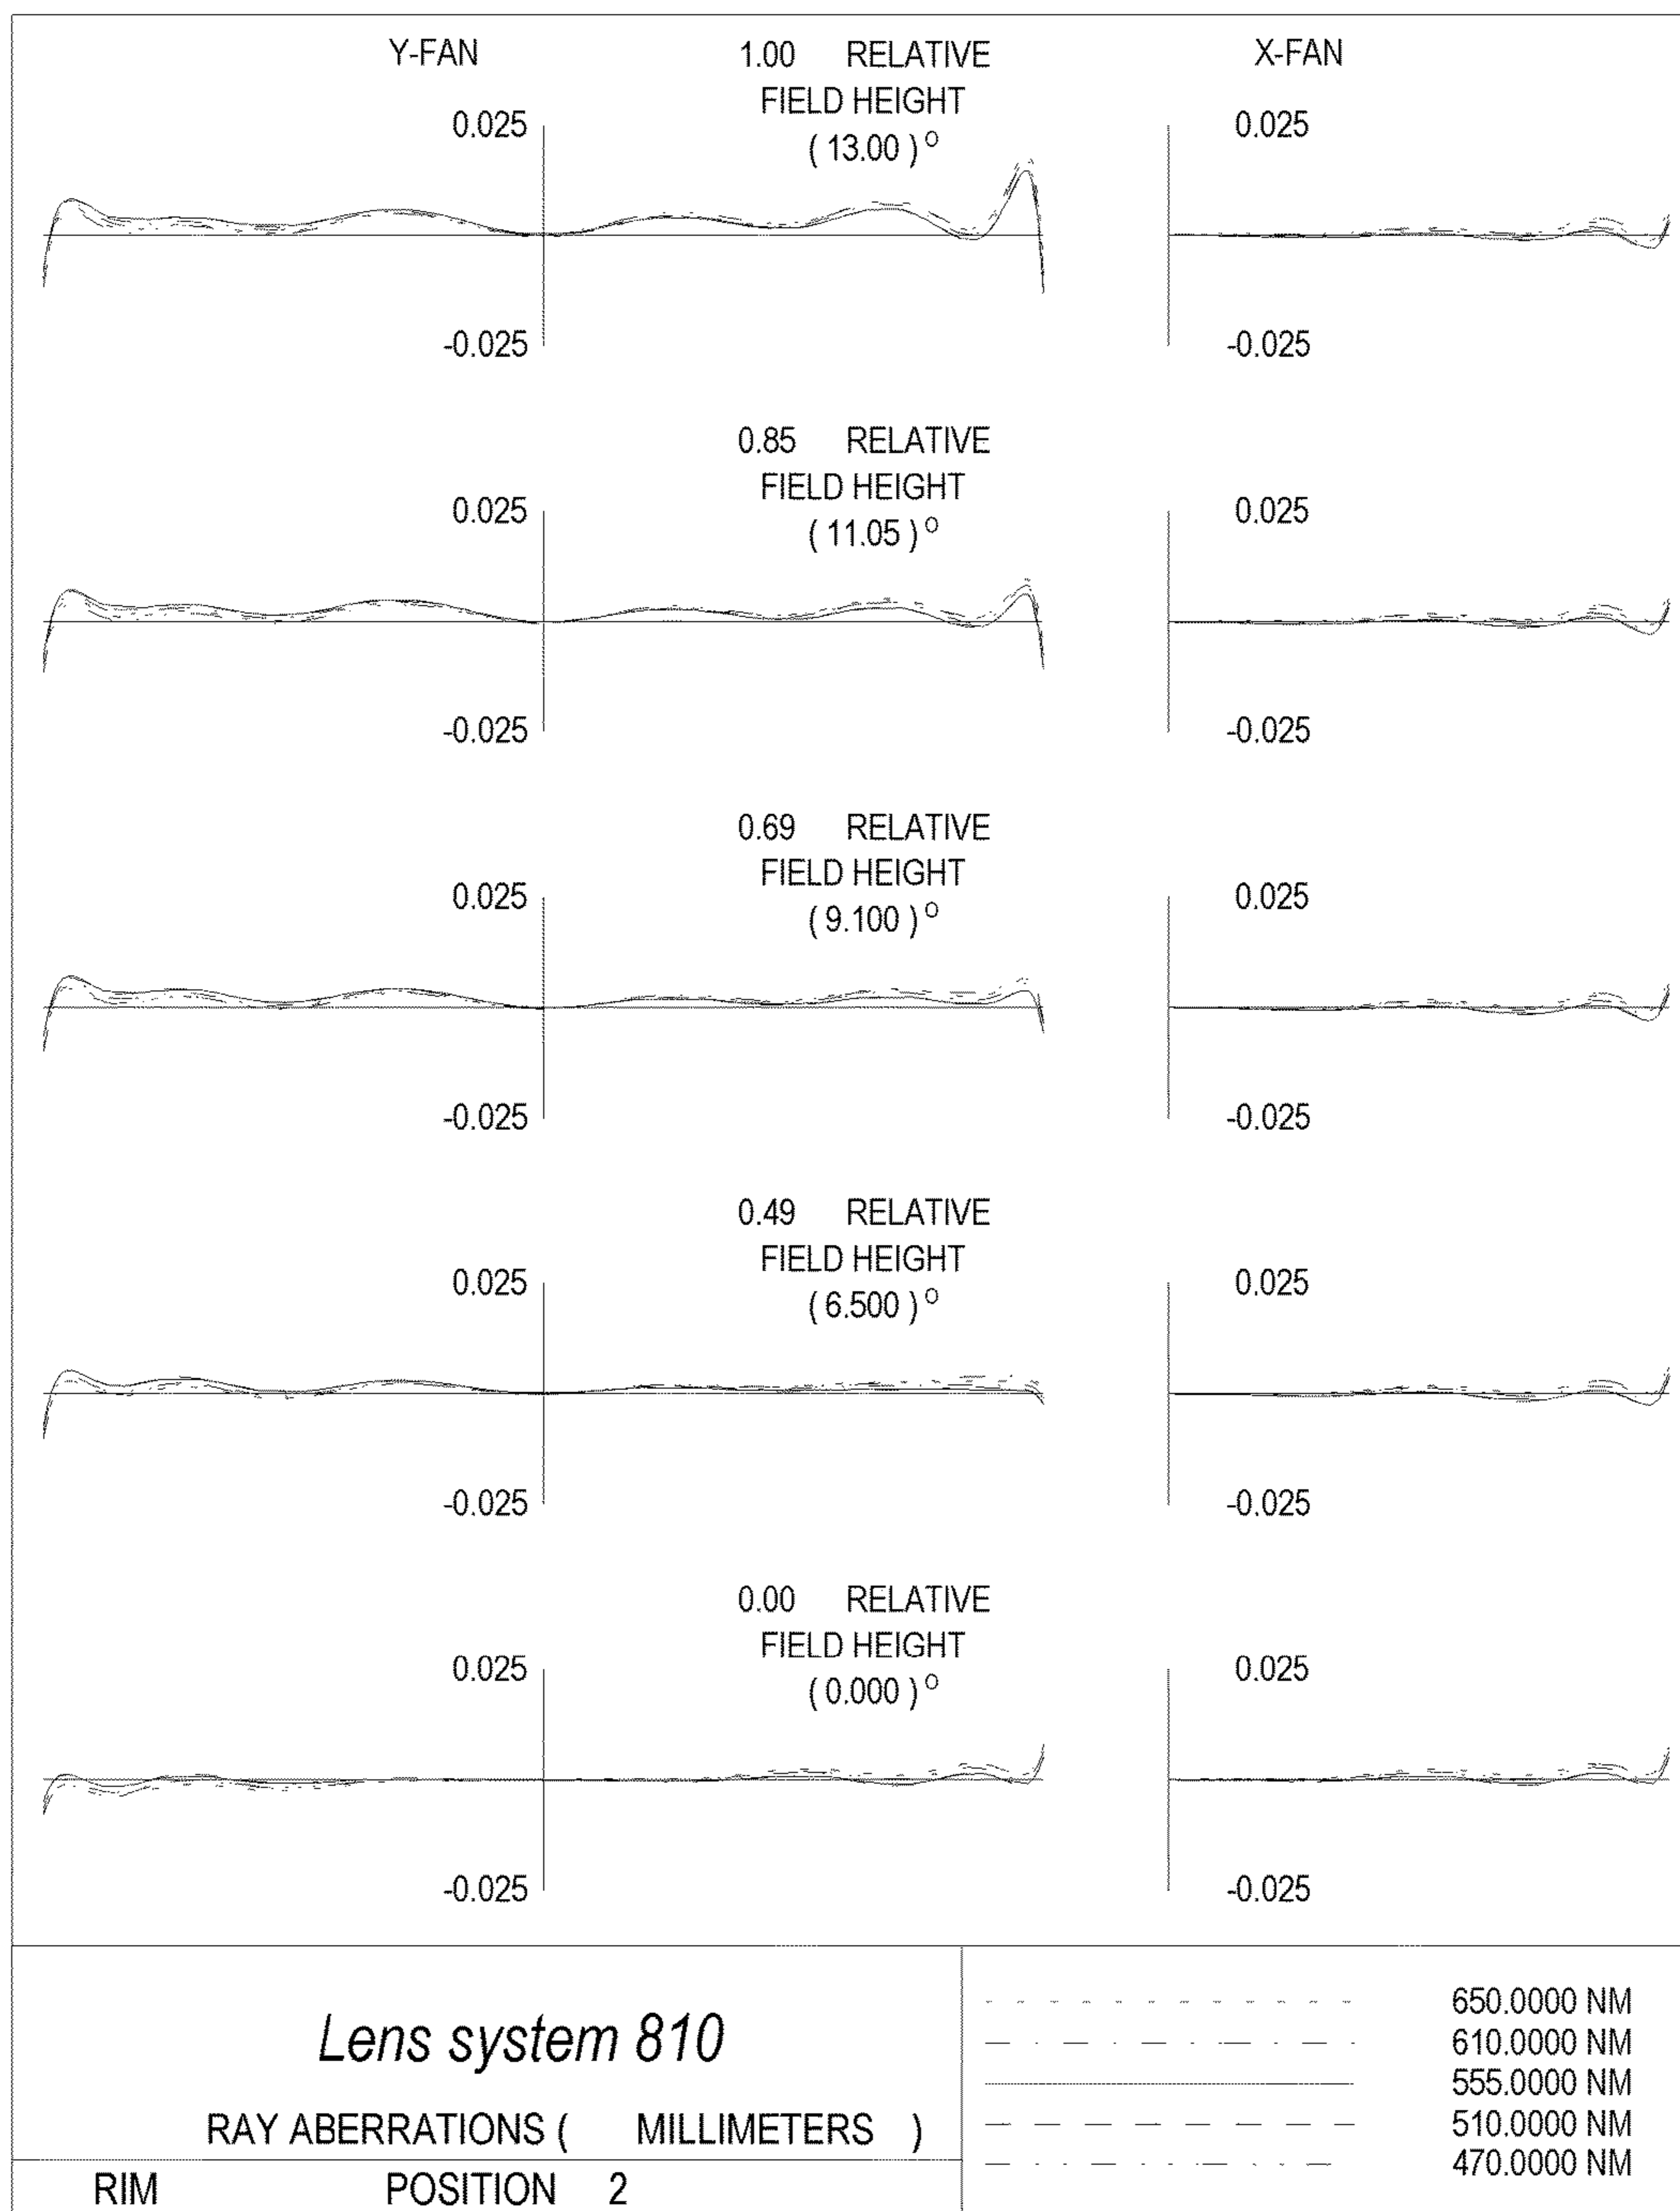 Y-FAN 1.00 RELATIVE X-FAN
FIELD HEIGHT
0.025 ( 13.00 ) O 0.025
-0.025 -0.025
0.85 RELATIVE
FIELD HEIGHT
0.025 ( 11.05 ) O 0.025
-0.025 -0.025
0.69 RELATIVE
FIELD HEIGHT
0.025 ( 9.100 ) O 0.025
-0.025 -0.025
0.49 RELATIVE
FIELD HEIGHT
0.025 ( 6.500 ) O 0.025
-0.025 -0.025
0.00 RELATIVE
FIELD HEIGHT
0.025 ( 0.000 ) O 0.025
-0.025 -0.025
Lens system 810
RAY ABERRATIONS ( MILLIMETERS )
RIM POSITION 2
650.0000 NM
610.0000 NM
555.0000 NM
510.0000 NM
470.0000 NM